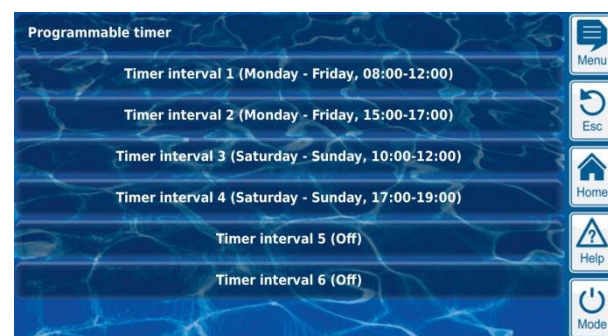 Programmable timer
Timer interval 1 (Monday - Friday, 08:00-12:00)
Timer interval 2 (Monday - Friday, 15:00-17:00)
Timer interval 3 (Saturday - Sunday, 10:00-12:00)
Timer interval 4 (Saturday - Sunday, 17:00-19:00)
Timer interval 5 (Off)
Timer interval 6 (Off)
Menu
Esc
Home
?
Help
Mode